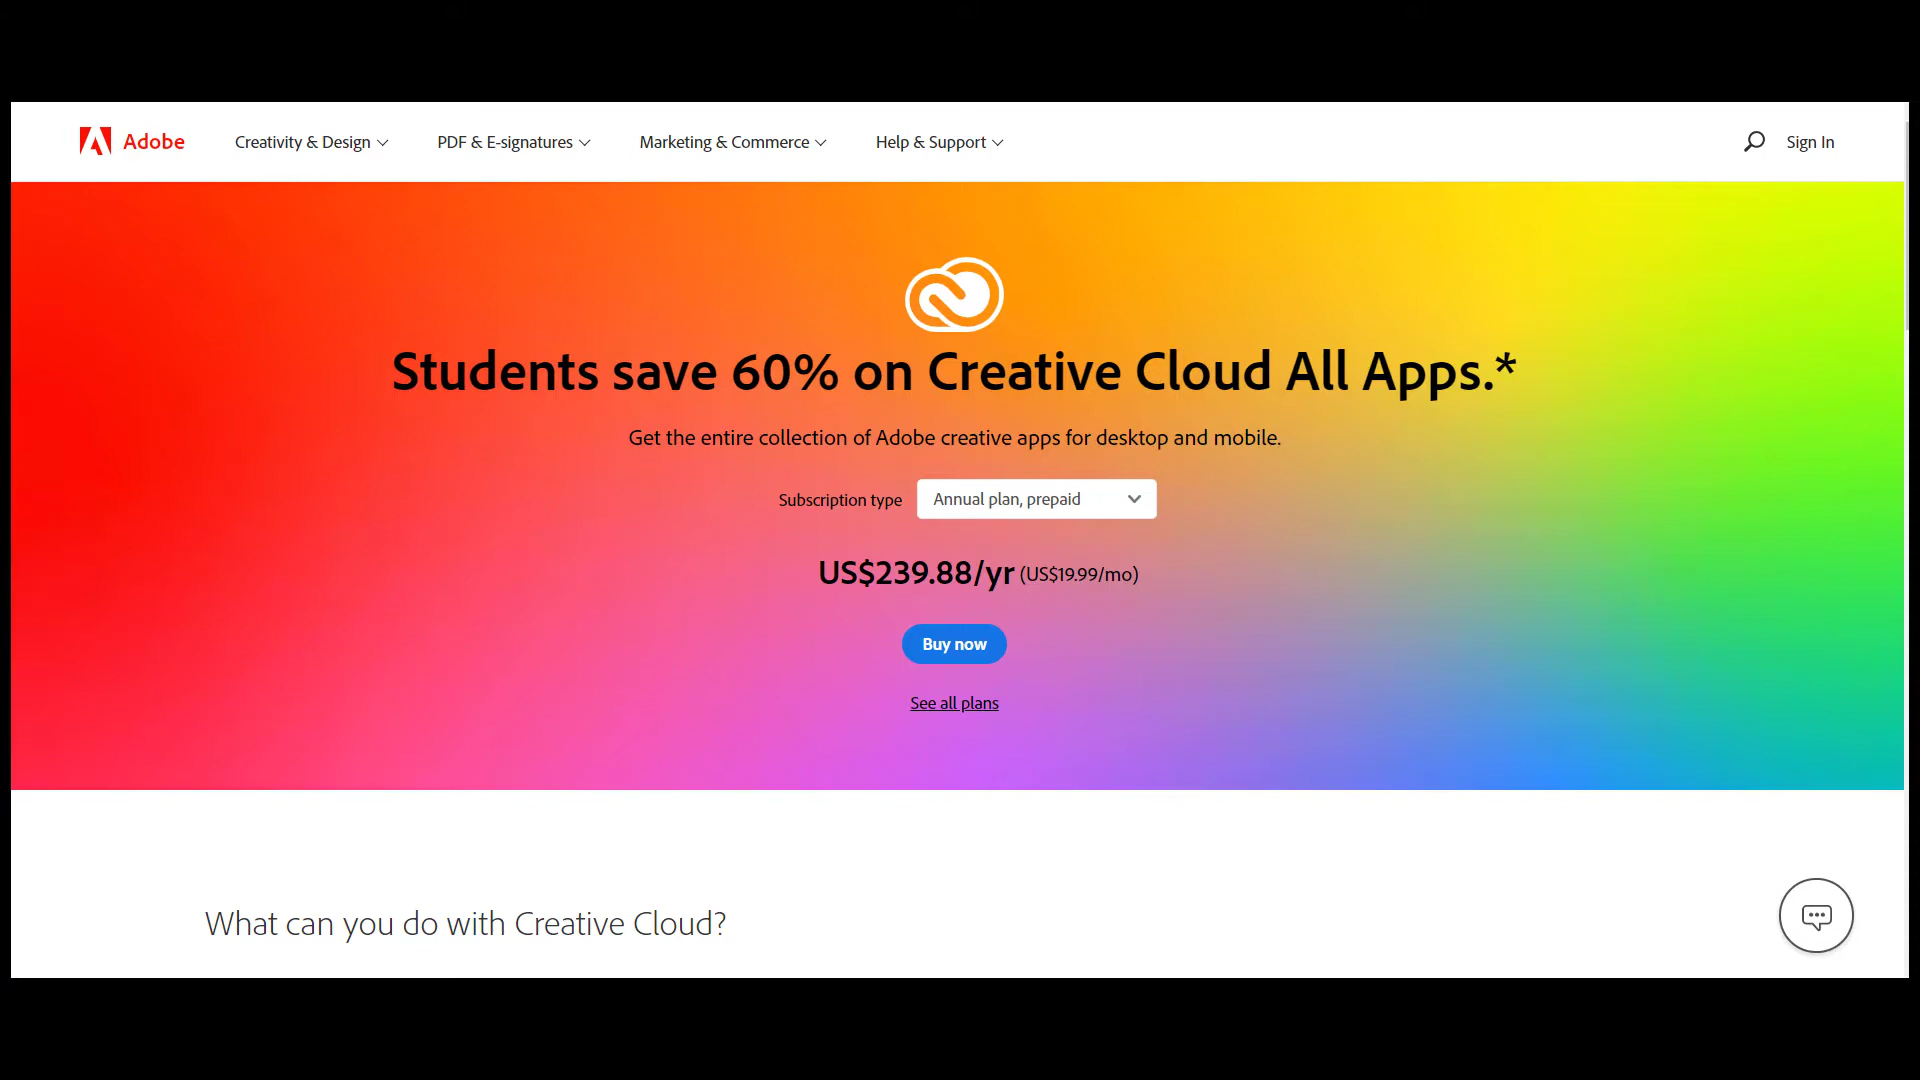 Adobe
Creativity & Design
PDF & E-signatures
Marketing & Commerce
Help & Support
Sign In
Students save 60% on Creative Cloud All Apps.*
Get the entire collection of Adobe creative apps for desktop and mobile.
Subscription type
Annual plan, prepaid
US$239.88/yr (US$19.99/mo)
Buy now
See all plans
What can you do with Creative Cloud?